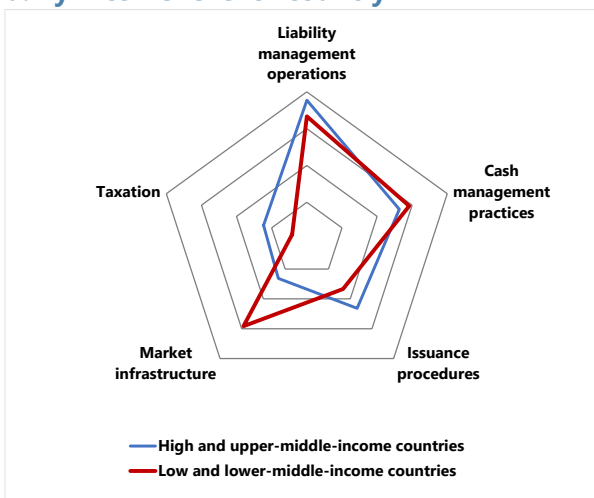 Liability
management
operations
Taxation
Cash
management
practices
Market
infrastructure
Issuance
procedures
High and upper-middle-income countries
Low and lower-middle-income countries